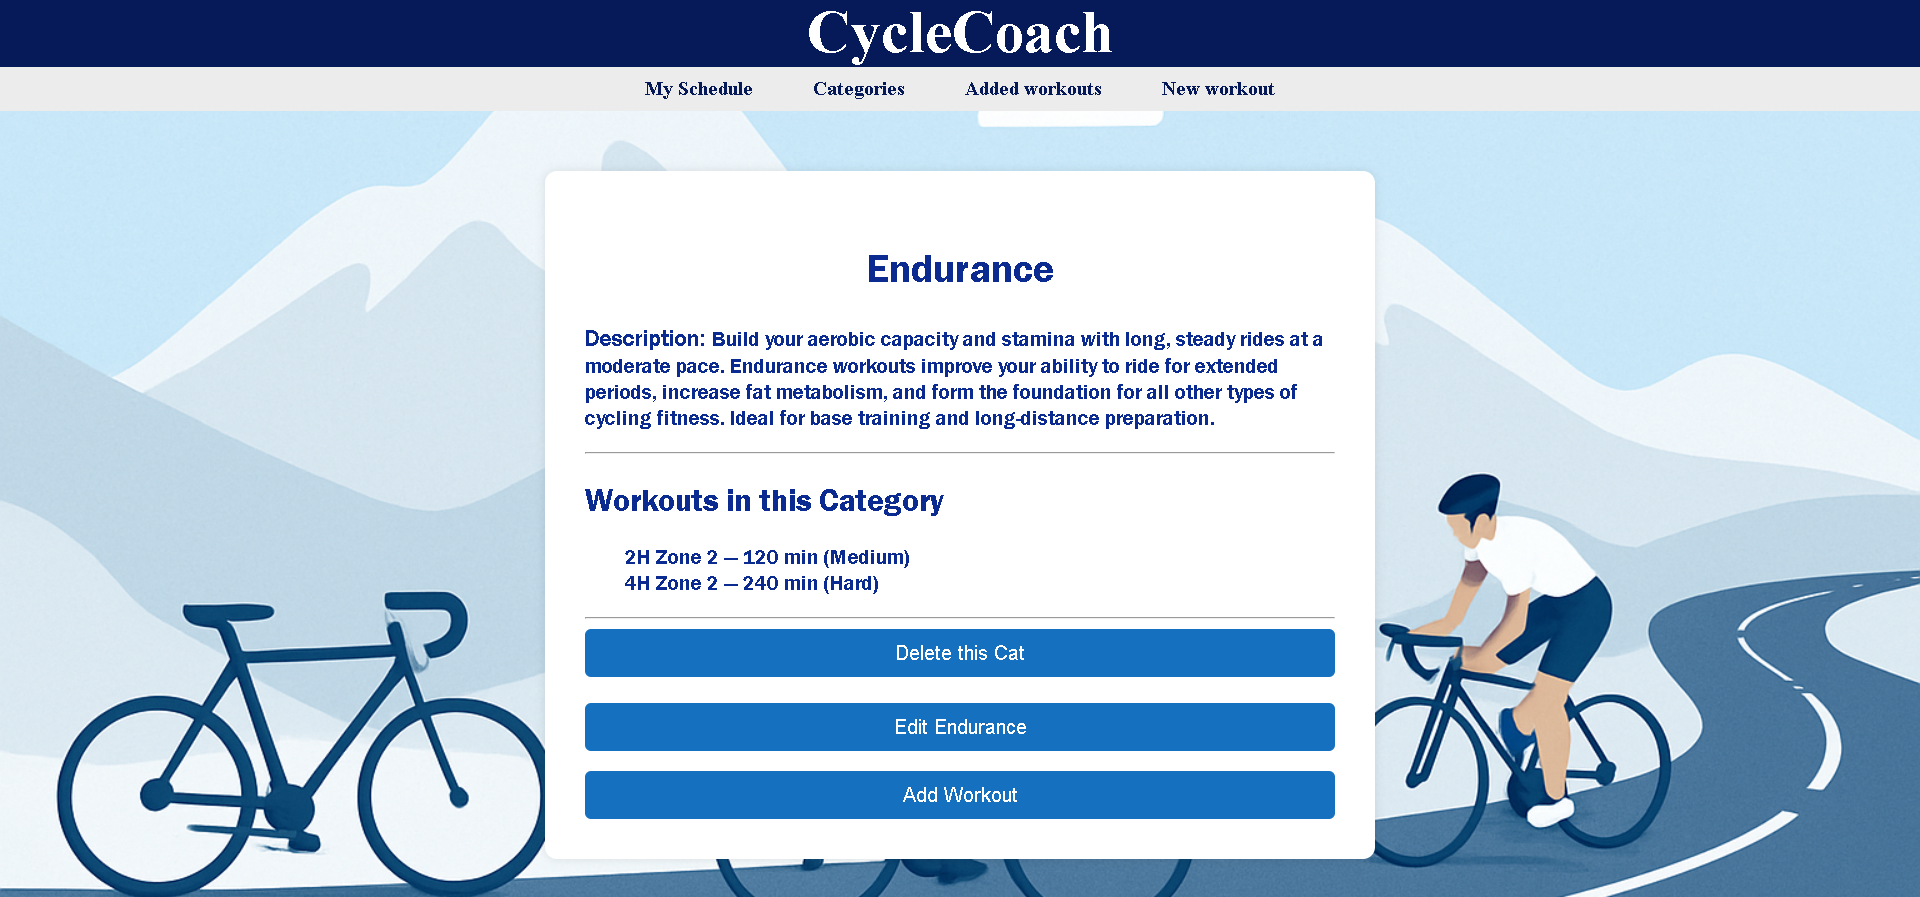 CycleCoach
My Schedule Categories Added workouts New workout
Endurance
Description: Build your aerobic capacity and stamina with long, steady rides at a
moderate pace. Endurance workouts improve your ability to ride for extended
periods, increase fat metabolism, and form the foundation for all other types of
cycling fitness. Ideal for base training and long-distance preparation.
Workouts in this Category
2H Zone 2 — 120 min (Medium)
4H Zone 2 — 240 min (Hard)
Delete this Cat
Edit Endurance
Add Workout